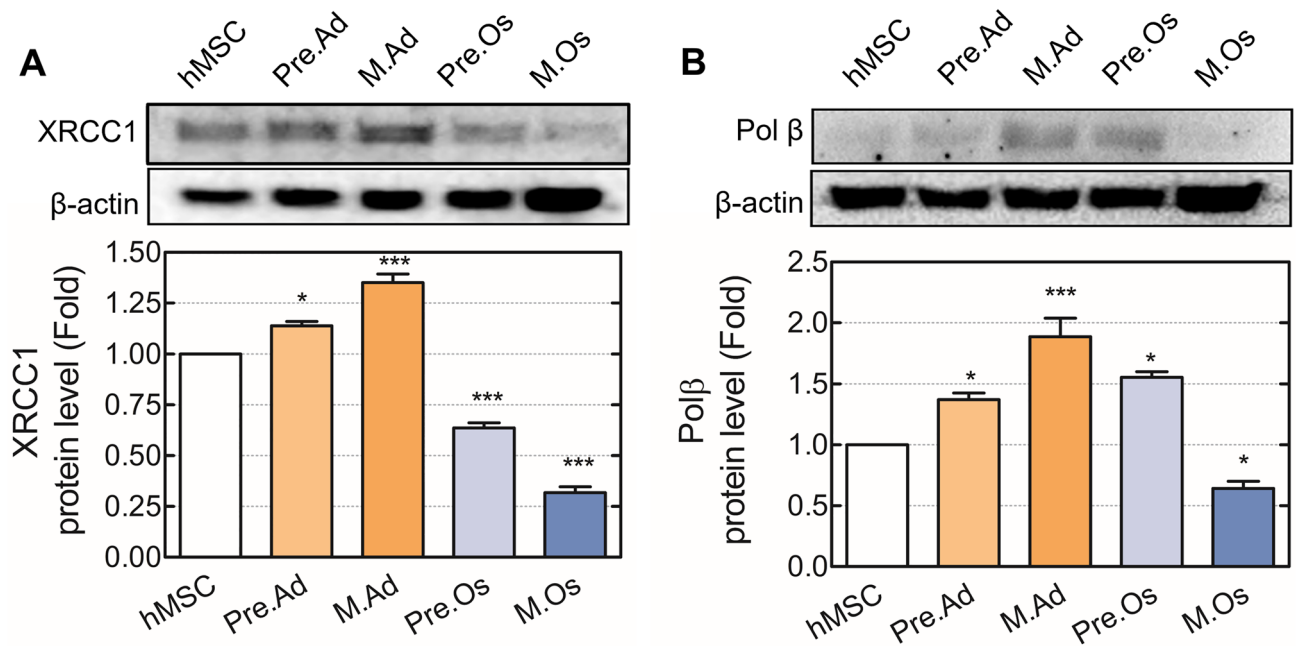 A
hMSC
Pre.Ad
M.Ad
Pre.Os
M.Os
XRCC1
β-actin
XRCC1
protein level (Fold)
1.50
1.25
1.00
0.75
0.50
0.25
0.00
*
***
***
***
hMSC
Pre.Ad
M.Ad
Pre.Os
M.Os
B
hMSC
Pre.Ad
M.Ad
Pre.Os
M.Os
Pol β
β-actin
Polβ
protein level (Fold)
2.5
2.0
1.5
1.0
0.5
0.0
*
***
*
*
hMSC
Pre.Ad
M.Ad
Pre.Os
M.Os